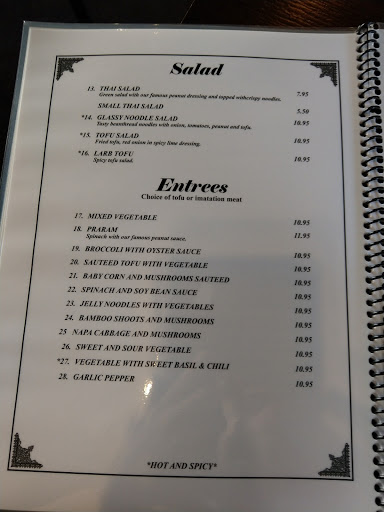 Salad
13. THAI SALAD 7.95
Green salad with our famous peanut dressing and topped withcrispy noodles.
SMALL THAI SALAD 5.50
*14. GLASSY NOODLE SALAD 10.95
Tasty beanthread noodles with onion, tomatoes, peanut and tofu.
*15. TOFU SALAD 10.95
Fried tofu, red onion in spicy lime dressing.
*16. LARB TOFU 10.95
Spicy tofu salad.
Entrees
Choice of tofu or imatation meat
17. MIXED VEGETABLE 10.95
18. PRARAM 11.95
Spinach with our famous peanut sauce.
19. BROCCOLI WITH OYSTER SAUCE 10.95
20. SAUTEED TOFU WITH VEGETABLE 10.95
21. BABY CORN AND MUSHROOMS SAUTEED 10.95
22. SPINACH AND SOY BEAN SAUCE 10.95
23. JELLY NOODLES WITH VEGETABLES 10.95
24. BAMBOO SHOOTS AND MUSHROOMS 10.95
25 NAPA CABBAGE AND MUSHROOMS 10.95
26. SWEET AND SOUR VEGETABLE 10.95
*27. VEGETABLE WITH SWEET BASIL & CHILI 10.95
28. GARLIC PEPPER 10.95
*HOT AND SPICY*